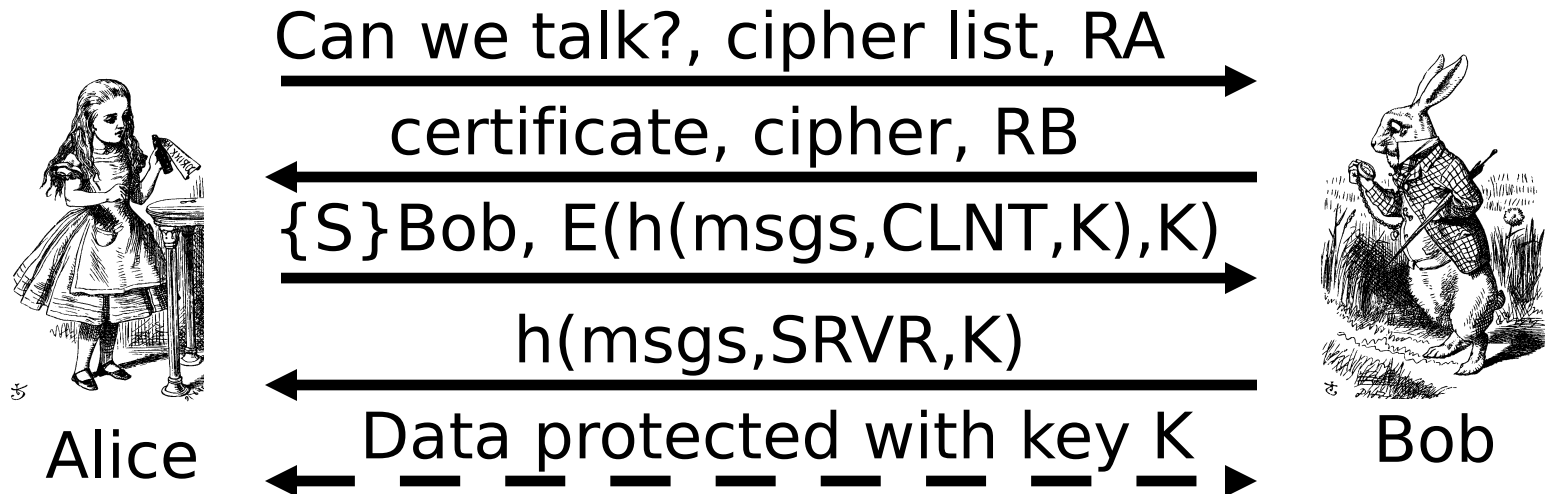 Can we talk?, cipher list, RA
certificate, cipher, RB
{S}Bob, E(h(msgs,CLNT,K),K)
h(msgs,SRVR,K)
Data protected with key K
Alice
Bob